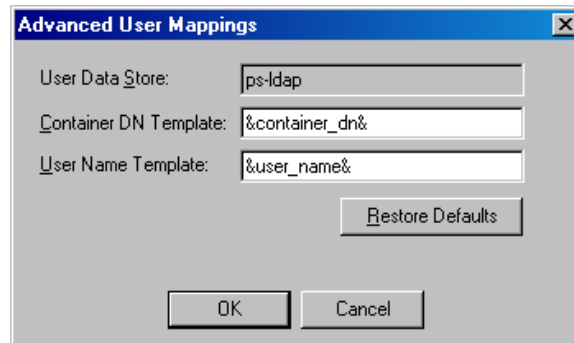 Advanced User Mappings
User Data Store: ps-ldap
Container DN Template: &container_dn&
User Name Template: &user_name&
Restore Defaults
OK Cancel